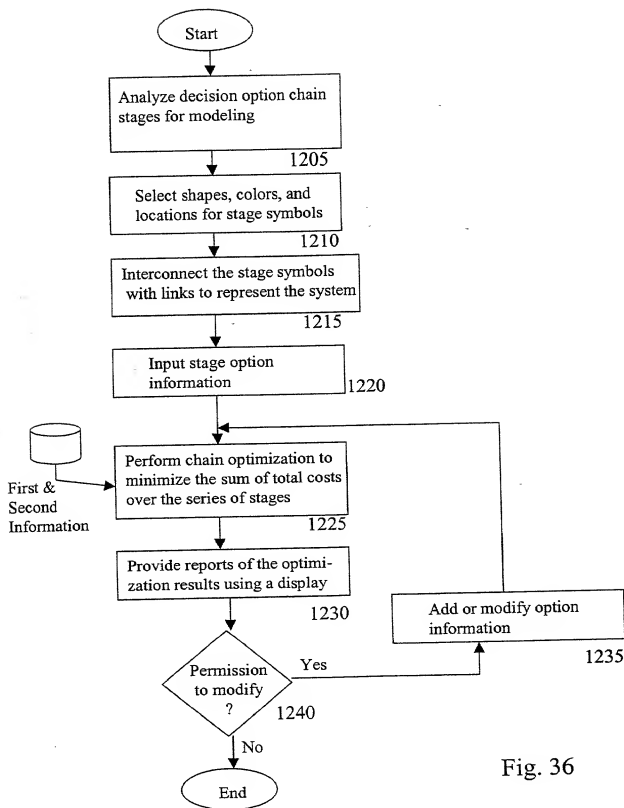 Start
Analyze decision option chain
stages for modeling
1205
Select shapes, colors, and
locations for stage symbols
1210
Interconnect the stage symbols
with links to represent the system
1215
Input stage option
information
1220
First &
Second
Information
Perform chain optimization to
minimize the sum of total costs
over the series of stages
1225
Provide reports of the optimi-
zation results using a display
1230
Add or modify option
information
1235
Permission
to modify
?
1240
Yes
No
End
Fig. 36